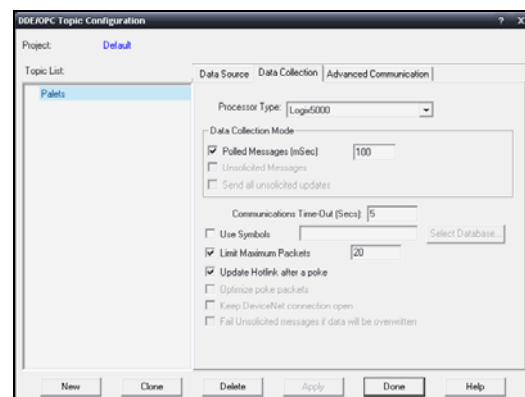 DDE/OPC Topic Configuration ? X
Project: Default
Topic List:
Palets
Data Source Data Collection Advanced Communication
Processor Type: Logix5000
Data Collection Mode
Polled Messages (mSec) 100
Unsolicited Messages
Send all unsolicited updates
Communications Time-Out (Secs): 5
Use Symbols Select Database...
Limit Maximum Packets 20
Update Hotlink after a poke
Optimize poke packets
Keep DeviceNet connection open
Fail Unsolicited messages if data will be overwritten
New Clone Delete Apply Done Help